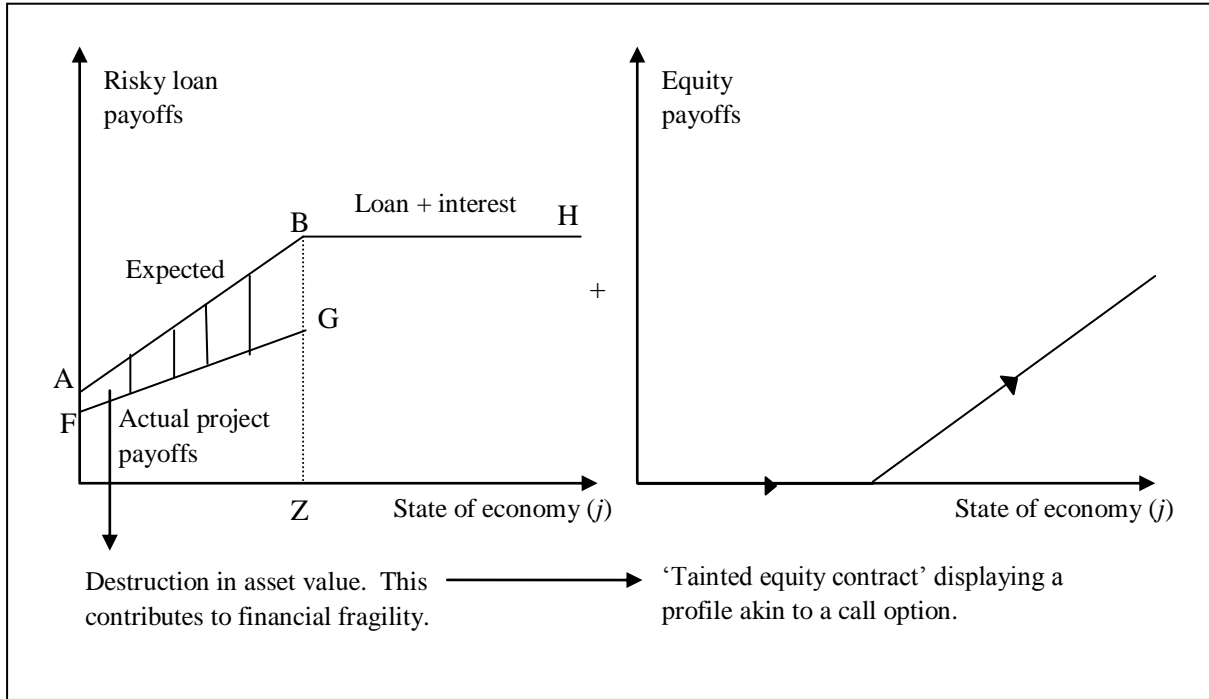 Risky loan
payoffs
B
Loan + interest
H
Expected
G
A
F
Actual project
payoffs
Z
State of economy (j)
+
Equity
payoffs
State of economy (j)
Destruction in asset value. This
contributes to financial fragility.
‘Tainted equity contract’ displaying a
profile akin to a call option.